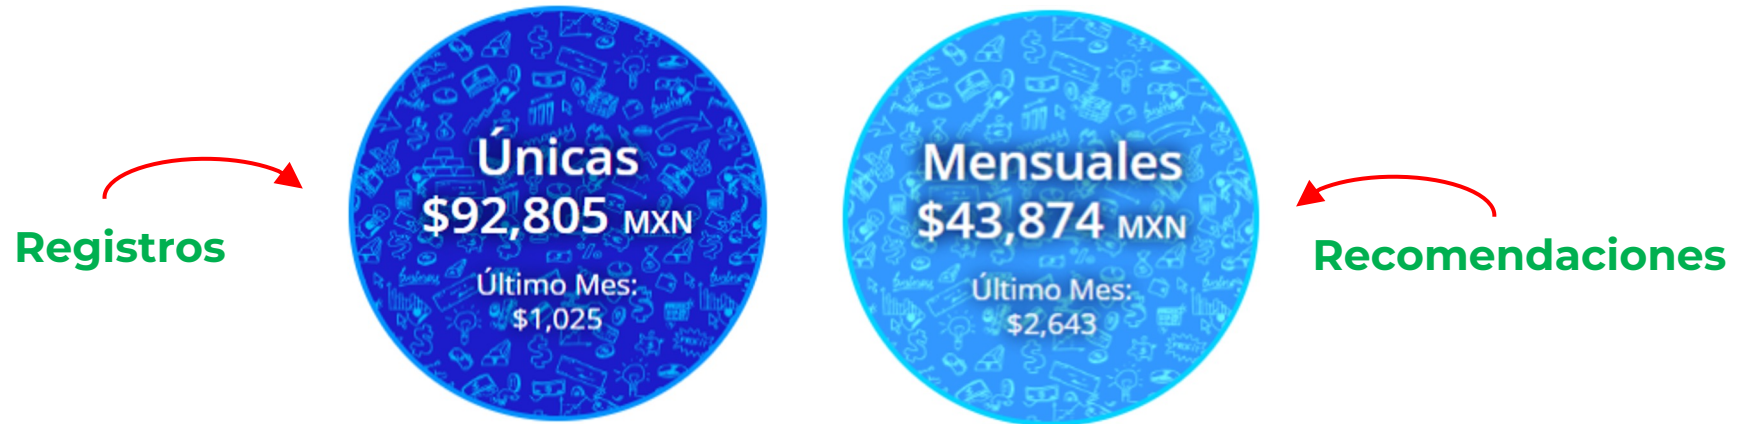 Registros
Únicas
$92,805 MXN
Último Mes:
$1,025
Mensuales
$43,874 MXN
Último Mes:
$2,643
Recomendaciones